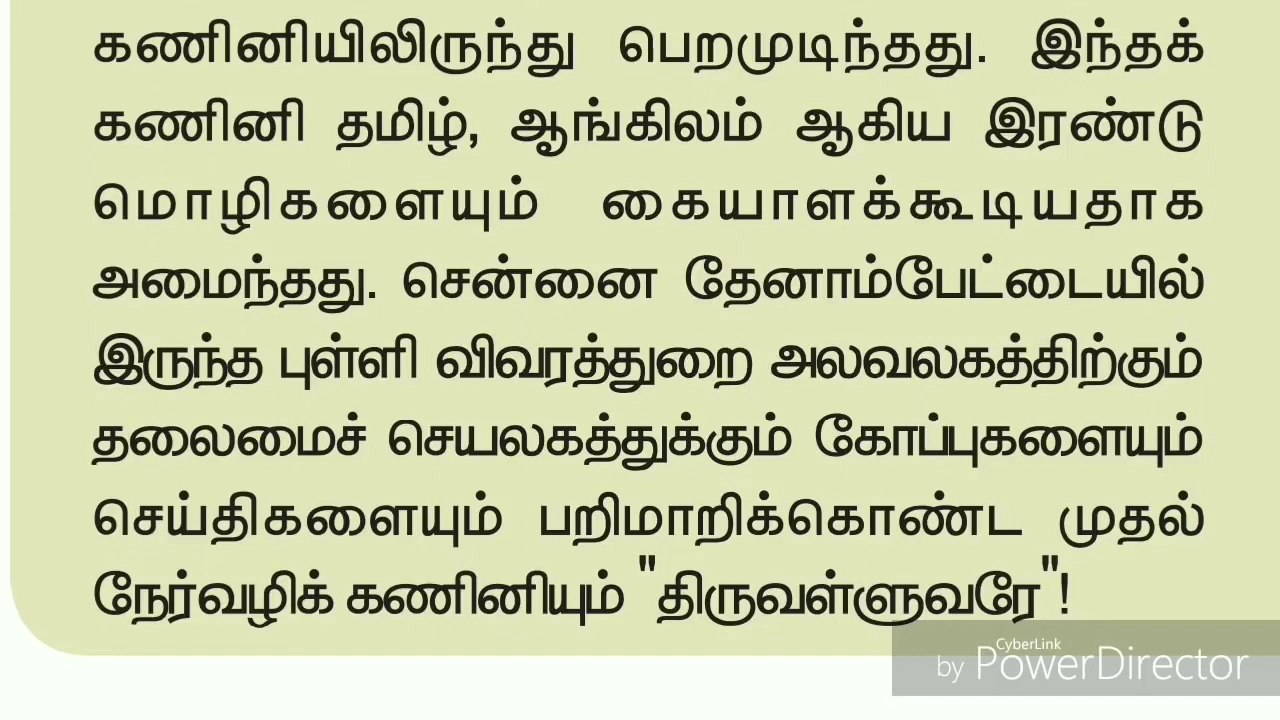 கணினியிலிருந்து பெறமுடிந்தது. இந்தக்
கணினி தமிழ், ஆங்கிலம் ஆகிய இரண்டு
மொழிகளையும் கையாளக்கூடியதாக
அமைந்தது. சென்னை தேனாம்பேட்டையில்
இருந்த புள்ளி விவரத்துறை அலவலகத்திற்கும்
தலைமைச் செயலகத்துக்கும் கோப்புகளையும்
செய்திகளையும் பறிமாறிக்கொண்ட முதல்
நேர்வழிக் கணினியும் "திருவள்ளுவரே"!
CyberLink
by PowerDirector